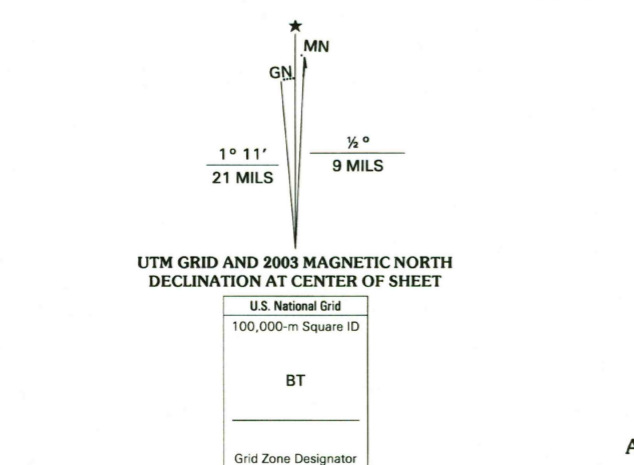 ★
MN
GN
1° 11′
21 MILS
½°
9 MILS
UTM GRID AND 2003 MAGNETIC NORTH
DECLINATION AT CENTER OF SHEET
U.S. National Grid
100,000-m Square ID
BT
Grid Zone Designator
A